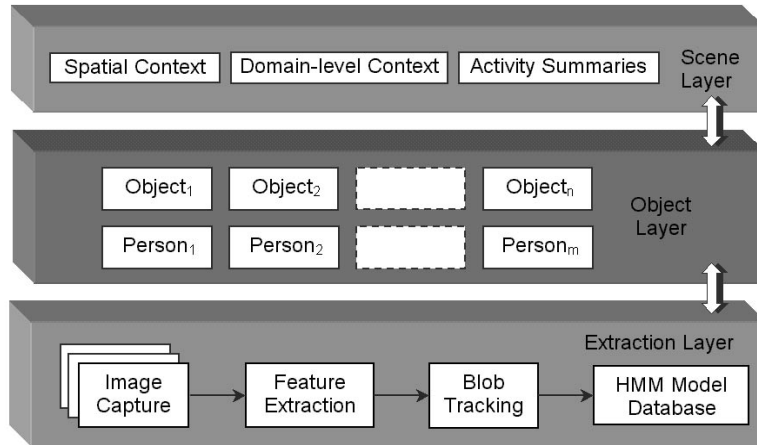 Spatial Context
Domain-level Context
Activity Summaries
Scene
Layer
Object₁
Object₂
Objectₙ
Person₁
Person₂
Personₘ
Object
Layer
Extraction Layer
Image
Capture
Feature
Extraction
Blob
Tracking
HMM Model
Database